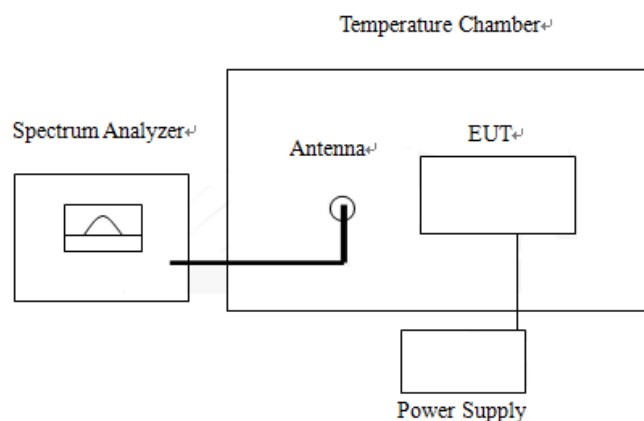 Temperature Chamber↵
Spectrum Analyzer↵
Antenna↵
EUT↵
Power Supply